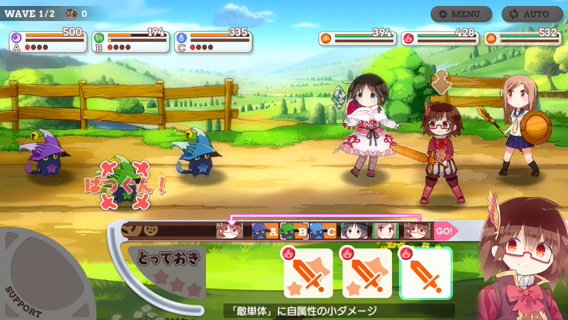 WAVE 1/2 0
MENU
AUTO
500
194
335
394
428
532
A
B
C
ばつぐん!
A B C GO!
とっておき
SUPPORT
「敵単体」に自属性の小ダメージ